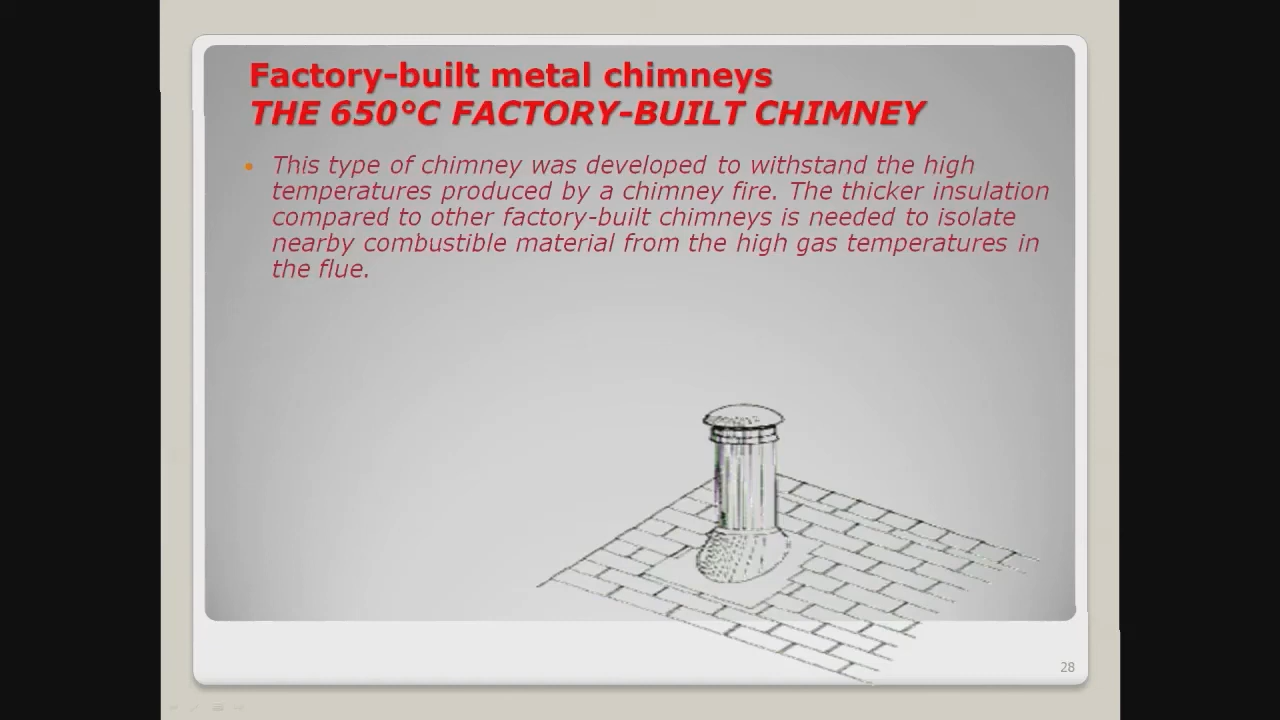 Factory-built metal chimneys
THE 650°C FACTORY-BUILT CHIMNEY
• This type of chimney was developed to withstand the high
temperatures produced by a chimney fire. The thicker insulation
compared to other factory-built chimneys is needed to isolate
nearby combustible material from the high gas temperatures in
the flue.
28